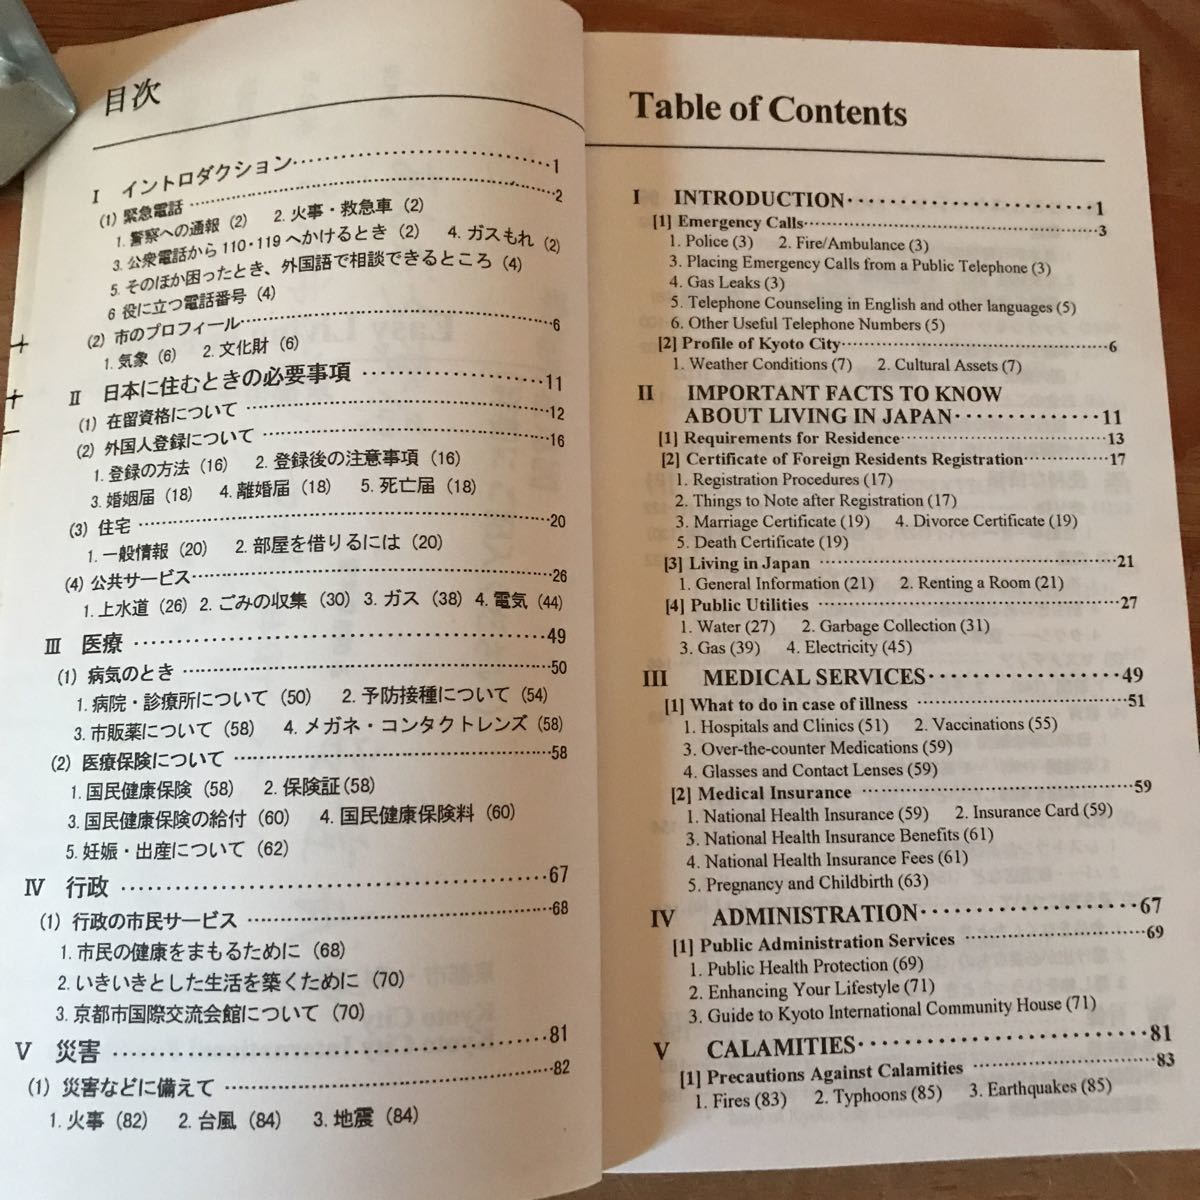 目次
I イントロダクション……………………………1
(1) 緊急電話……………………………2
1. 警察への通報 (2) 2. 火事・救急車 (2)
3. 公衆電話から110・119へかけるとき (2) 4. ガスもれ (2)
5. そのほか困ったとき、外国語で相談できるところ (4)
6 役に立つ電話番号 (4)
(2) 市のプロフィール……………………………6
1. 気象 (6) 2. 文化財 (6)
II 日本に住むときの必要事項……………………………11
(1) 在留資格について……………………………12
(2) 外国人登録について……………………………16
1. 登録の方法 (16) 2. 登録後の注意事項 (16)
3. 婚姻届 (18) 4. 離婚届 (18) 5. 死亡届 (18)
(3) 住宅……………………………20
1. 一般情報 (20) 2. 部屋を借りるには (20)
(4) 公共サービス……………………………26
1. 上水道 (26) 2. ごみの収集 (30) 3. ガス (38) 4. 電気 (44)
III 医療……………………………49
(1) 病気のとき……………………………50
1. 病院・診療所について (50) 2. 予防接種について (54)
3. 市販薬について (58) 4. メガネ・コンタクトレンズ (58)
(2) 医療保険について……………………………58
1. 国民健康保険 (58) 2. 保険証 (58)
3. 国民健康保険の給付 (60) 4. 国民健康保険料 (60)
5. 妊娠・出産について (62)
IV 行政……………………………67
(1) 行政の市民サービス……………………………68
1. 市民の健康をまもるために (68)
2. いきいきとした生活を築くために (70)
3. 京都市国際交流会館について (70)
V 災害……………………………81
(1) 災害などに備えて……………………………82
1. 火事 (82) 2. 台風 (84) 3. 地震 (84)
Table of Contents
I INTRODUCTION……………………………1
[1] Emergency Calls……………………………3
1. Police (3) 2. Fire/Ambulance (3)
3. Placing Emergency Calls from a Public Telephone (3)
4. Gas Leaks (3)
5. Telephone Counseling in English and other languages (5)
6. Other Useful Telephone Numbers (5)
[2] Profile of Kyoto City……………………………6
1. Weather Conditions (7) 2. Cultural Assets (7)
II IMPORTANT FACTS TO KNOW
ABOUT LIVING IN JAPAN……………………………11
[1] Requirements for Residence……………………………13
[2] Certificate of Foreign Residents Registration……………………………17
1. Registration Procedures (17)
2. Things to Note after Registration (17)
3. Marriage Certificate (19) 4. Divorce Certificate (19)
5. Death Certificate (19)
[3] Living in Japan……………………………21
1. General Information (21) 2. Renting a Room (21)
[4] Public Utilities……………………………27
1. Water (27) 2. Garbage Collection (31)
3. Gas (39) 4. Electricity (45)
III MEDICAL SERVICES……………………………49
[1] What to do in case of illness……………………………51
1. Hospitals and Clinics (51) 2. Vaccinations (55)
3. Over-the-counter Medications (59)
4. Glasses and Contact Lenses (59)
[2] Medical Insurance……………………………59
1. National Health Insurance (59) 2. Insurance Card (59)
3. National Health Insurance Benefits (61)
4. National Health Insurance Fees (61)
5. Pregnancy and Childbirth (63)
IV ADMINISTRATION……………………………67
[1] Public Administration Services……………………………69
1. Public Health Protection (69)
2. Enhancing Your Lifestyle (71)
3. Guide to Kyoto International Community House (71)
V CALAMITIES……………………………81
[1] Precautions Against Calamities……………………………83
1. Fires (83) 2. Typhoons (85) 3. Earthquakes (85)